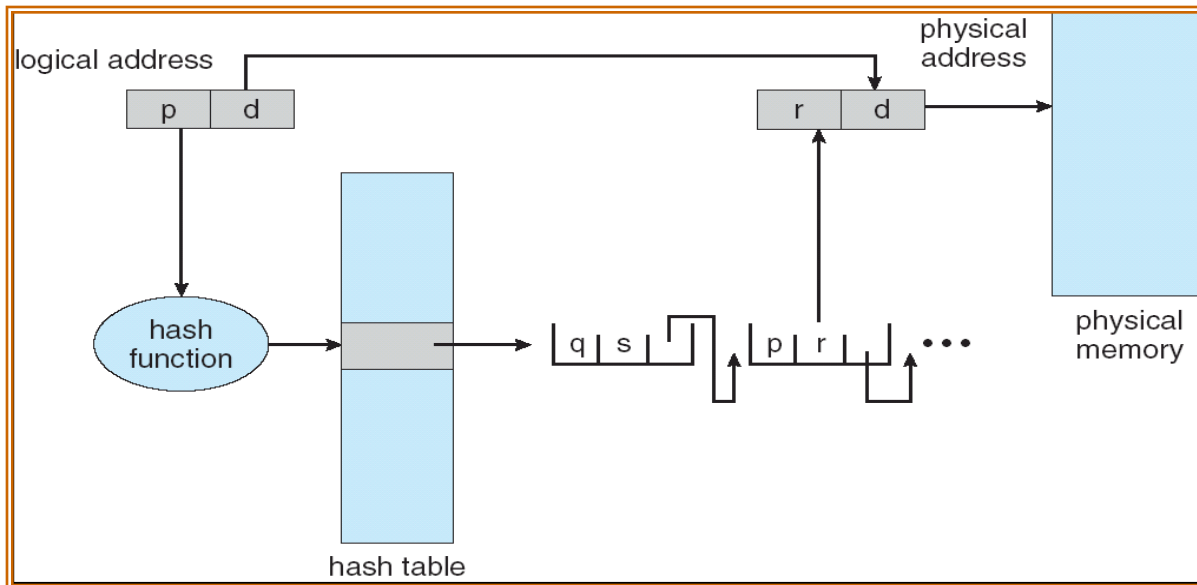 logical address
physical
address
p d
r d
hash
function
q s
p r
physical
memory
hash table